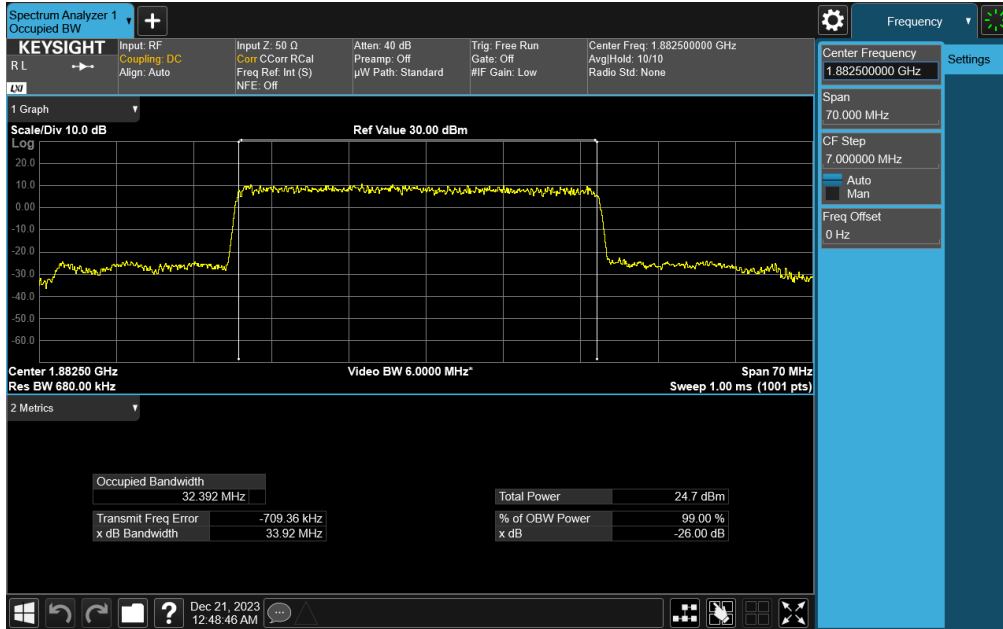 Spectrum Analyzer 1
Occupied BW
+
Frequency
KEYSIGHT
R L
LXI
Input: RF
Coupling: DC
Align: Auto
Input Z: 50 Ω
Corr CCorr RCal
Freq Ref: Int (S)
NFE: Off
Atten: 40 dB
Preamp: Off
µW Path: Standard
Trig: Free Run
Gate: Off
#IF Gain: Low
Center Freq: 1.882500000 GHz
Avg|Hold: 10/10
Radio Std: None
Center Frequency
1.882500000 GHz
Settings
Span
70.000 MHz
CF Step
7.000000 MHz
Auto
Man
Freq Offset
0 Hz
1 Graph
Scale/Div 10.0 dB
Ref Value 30.00 dBm
Log
20.0
10.0
0.00
-10.0
-20.0
-30.0
-40.0
-50.0
-60.0
Center 1.88250 GHz
Video BW 6.0000 MHz*
Span 70 MHz
Res BW 680.00 kHz
Sweep 1.00 ms (1001 pts)
2 Metrics
Occupied Bandwidth
32.392 MHz
Total Power 24.7 dBm
Transmit Freq Error -709.36 kHz
% of OBW Power 99.00 %
x dB Bandwidth 33.92 MHz
x dB -26.00 dB
?
Dec 21, 2023
12:48:46 AM